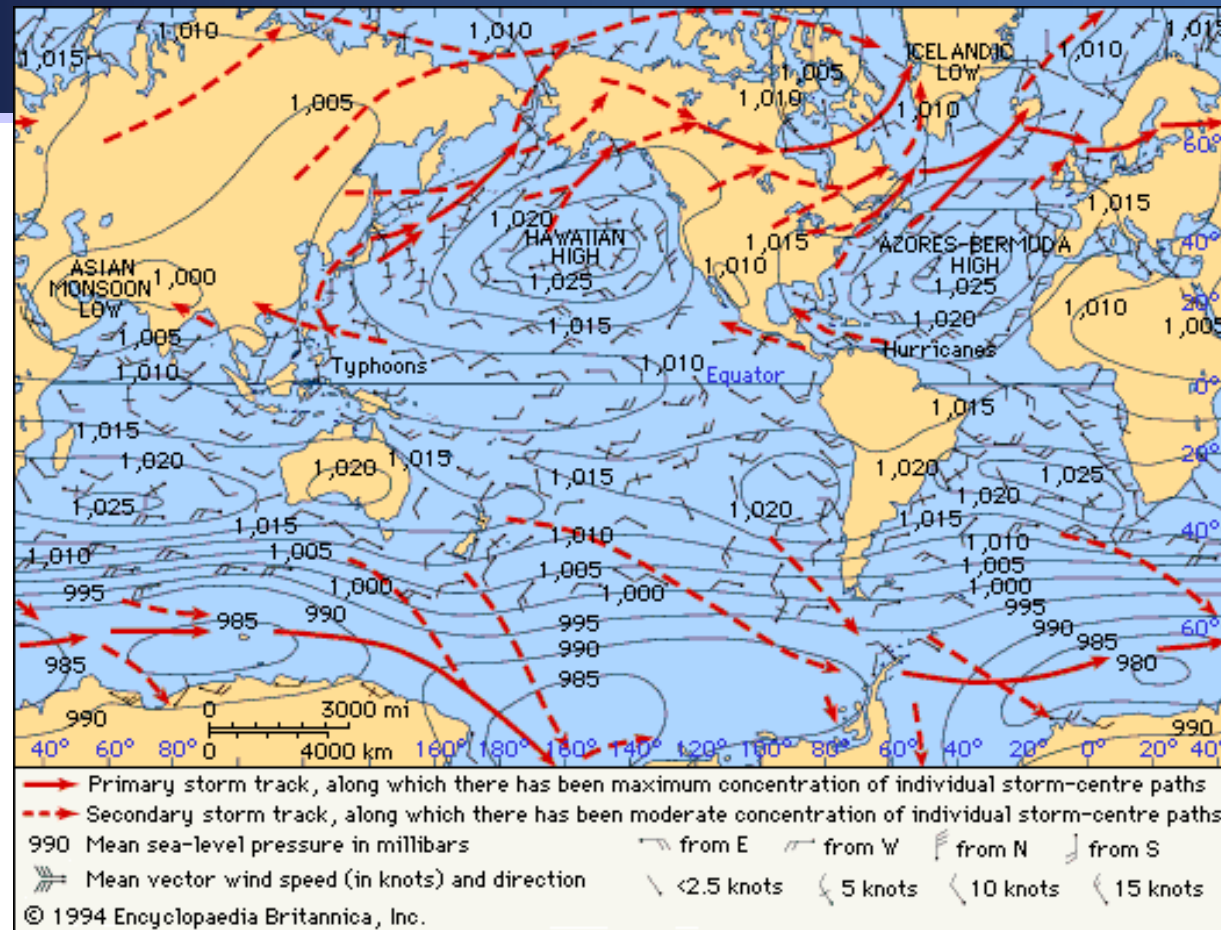 1,010
1,010
1,015
1,015
1,010
ICELANDIC
LOW
1,005
1,010
1,005
1,010
60°
1,015
1,020
HAWAIIAN
HIGH
1,025
1,015
1,015
1,010
AZORES-BERMUDA
HIGH
1,025
40°
ASIAN
MONSOON
LOW
1,000
1,020
1,010
20°
1,005
1,005
Typhoons
Hurricanes
1,010
1,010
Equator
0°
1,015
1,015
1,015
20°
1,020
1,020
1,015
1,020
1,020
1,025
1,025
1,020
1,015
1,015
1,010
1,010
40°
1,010
1,005
1,005
1,005
995
1,000
1,000
1,000
985
990
995
995
60°
990
990
985
985
985
980
990
0 3000 mi
0 4000 km
990
40° 60° 80° 160° 180° 160° 140° 120° 100° 80° 60° 40° 20° 0° 20° 40°
Primary storm track, along which there has been maximum concentration of individual storm-centre paths
Secondary storm track, along which there has been moderate concentration of individual storm-centre paths
990 Mean sea-level pressure in millibars
from E from W from N from S
Mean vector wind speed (in knots) and direction
<2.5 knots 5 knots 10 knots 15 knots
© 1994 Encyclopaedia Britannica, Inc.